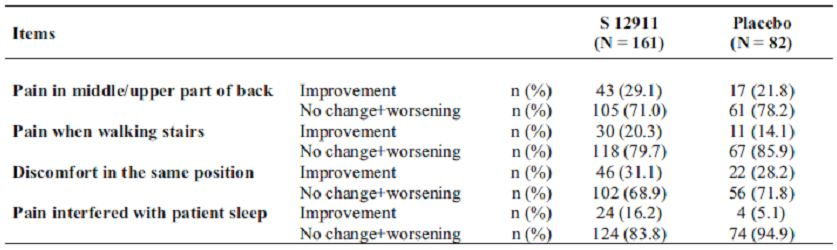 Items S 12911 Placebo
(N = 161) (N = 82)
Pain in middle/upper part of back Improvement n (%) 43 (29.1) 17 (21.8)
No change+worsening n (%) 105 (71.0) 61 (78.2)
Pain when walking stairs Improvement n (%) 30 (20.3) 11 (14.1)
No change+worsening n (%) 118 (79.7) 67 (85.9)
Discomfort in the same position Improvement n (%) 46 (31.1) 22 (28.2)
No change+worsening n (%) 102 (68.9) 56 (71.8)
Pain interfered with patient sleep Improvement n (%) 24 (16.2) 4 (5.1)
No change+worsening n (%) 124 (83.8) 74 (94.9)